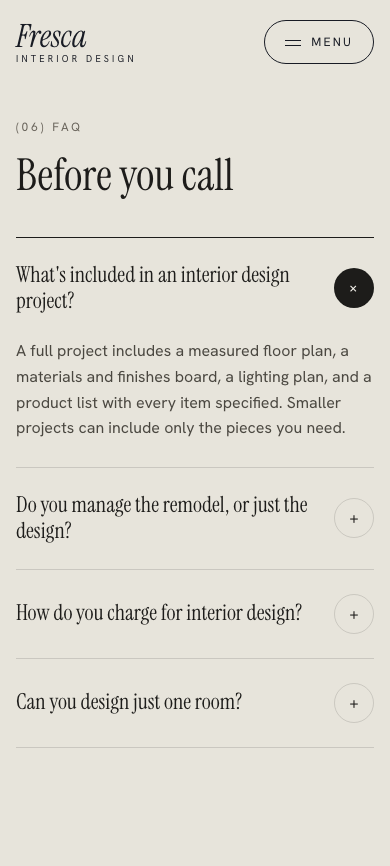 Fresca
INTERIOR DESIGN
MENU
(06) FAQ
Before you call
What's included in an interior design
project?
×
A full project includes a measured floor plan, a
materials and finishes board, a lighting plan, and a
product list with every item specified. Smaller
projects can include only the pieces you need.
Do you manage the remodel, or just the
design?
+
How do you charge for interior design?
+
Can you design just one room?
+